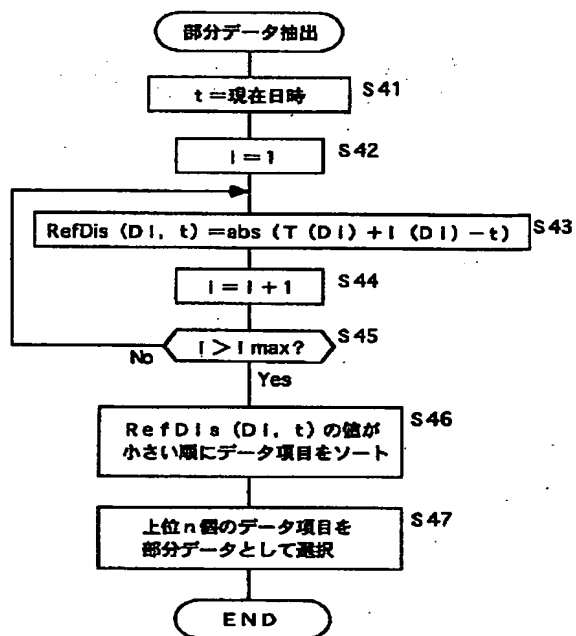 部分データ抽出
t＝現在日時
S41
i＝1
S42
RefDis（Di，t）＝abs（T（Di）＋I（Di）－t）
S43
i＝i＋1
S44
i＞imax？
S45
No
Yes
RefDis（Di，t）の値が
小さい順にデータ項目をソート
S46
上位n個のデータ項目を
部分データとして選択
S47
END